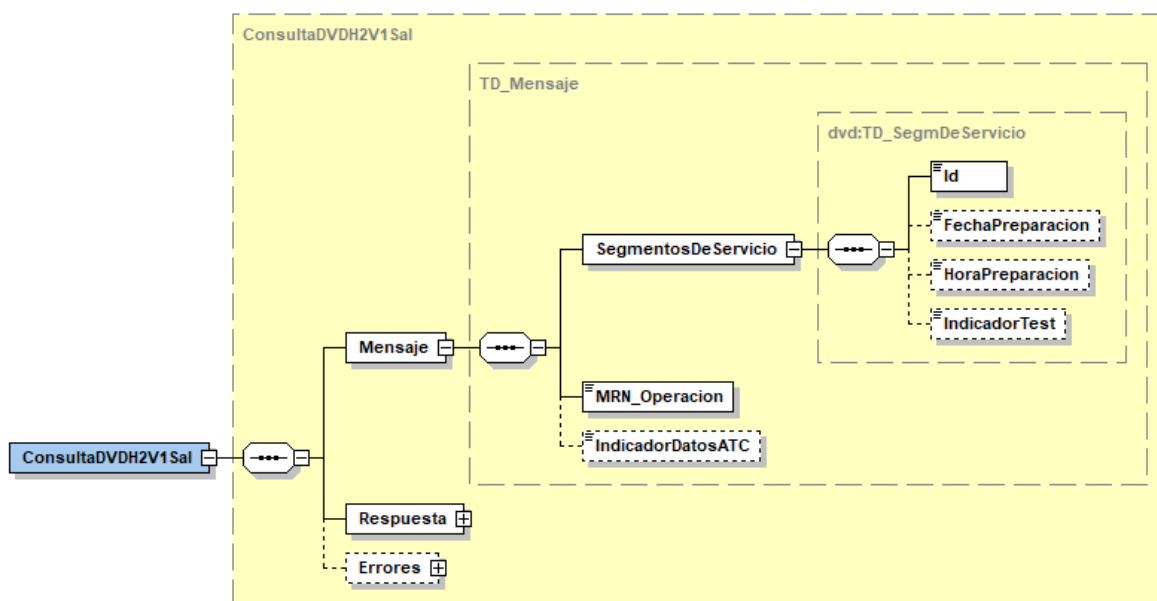 ConsultaDVDH2V1Sal
TD_Mensaje
dvd:TD_SegmDeServicio
Id
FechaPreparacion
SegmentosDeServicio
HoraPreparacion
IndicadorTest
Mensaje
MRN_Operacion
IndicadorDatosATC
ConsultaDVDH2V1Sal
Respuesta
Errores